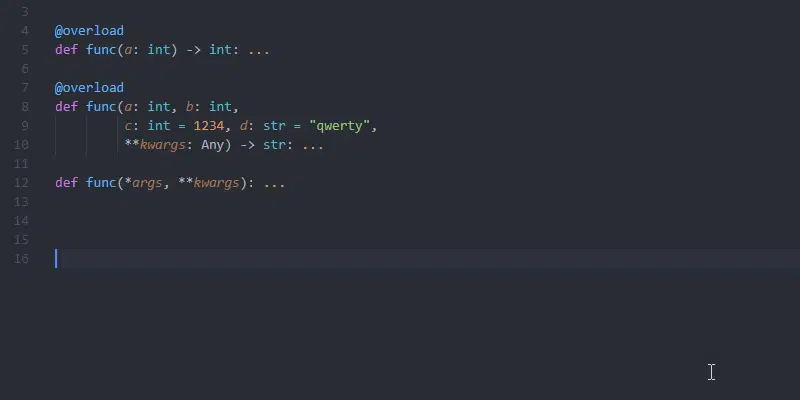 3
4 @overload
5 def func(a: int) -> int: ...
6
7 @overload
8 def func(a: int, b: int,
9 c: int = 1234, d: str = "qwerty",
10 **kwargs: Any) -> str: ...
11
12 def func(*args, **kwargs): ...
13
14
15
16